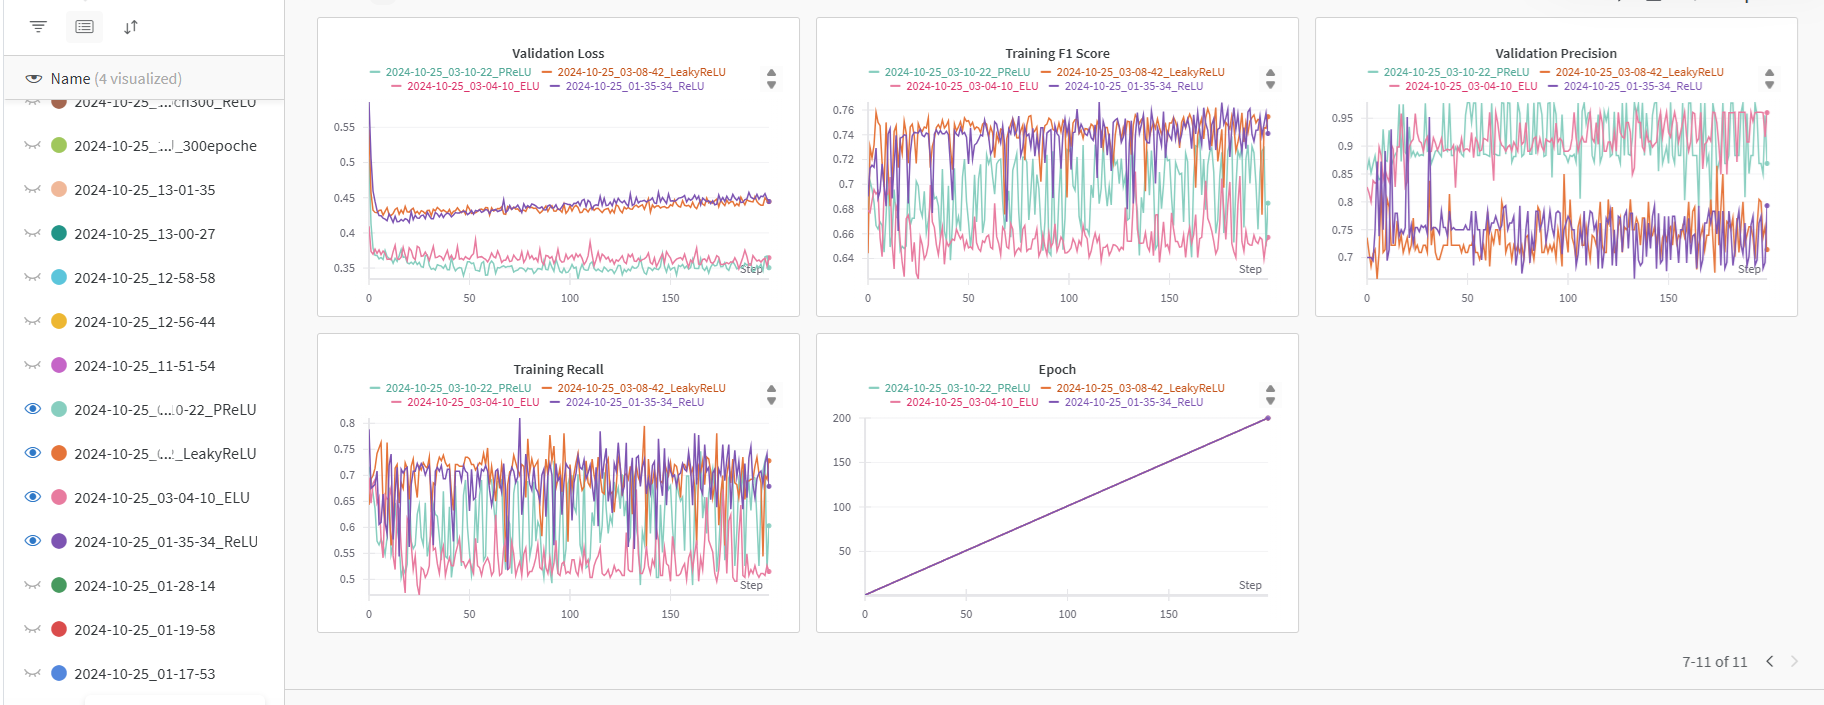 Name (4 visualized)
2024-10-25_...ch300_ReLU
2024-10-25_...l_300epoche
2024-10-25_13-01-35
2024-10-25_13-00-27
2024-10-25_12-58-58
2024-10-25_12-56-44
2024-10-25_11-51-54
2024-10-25_...0-22_PReLU
2024-10-25_..._LeakyReLU
2024-10-25_03-04-10_ELU
2024-10-25_01-35-34_ReLU
2024-10-25_01-28-14
2024-10-25_01-19-58
2024-10-25_01-17-53
Validation Loss
2024-10-25_03-10-22_PReLU 2024-10-25_03-08-42_LeakyReLU
2024-10-25_03-04-10_ELU 2024-10-25_01-35-34_ReLU
0.55
0.5
0.45
0.4
0.35
Step
0 50 100 150
Training F1 Score
2024-10-25_03-10-22_PReLU 2024-10-25_03-08-42_LeakyReLU
2024-10-25_03-04-10_ELU 2024-10-25_01-35-34_ReLU
0.76
0.74
0.72
0.7
0.68
0.66
0.64
Step
0 50 100 150
Validation Precision
2024-10-25_03-10-22_PReLU 2024-10-25_03-08-42_LeakyReLU
2024-10-25_03-04-10_ELU 2024-10-25_01-35-34_ReLU
0.95
0.9
0.85
0.8
0.75
0.7
Step
0 50 100 150
Training Recall
2024-10-25_03-10-22_PReLU 2024-10-25_03-08-42_LeakyReLU
2024-10-25_03-04-10_ELU 2024-10-25_01-35-34_ReLU
0.8
0.75
0.7
0.65
0.6
0.55
0.5
Step
0 50 100 150
Epoch
2024-10-25_03-10-22_PReLU 2024-10-25_03-08-42_LeakyReLU
2024-10-25_03-04-10_ELU 2024-10-25_01-35-34_ReLU
200
150
100
50
Step
0 50 100 150
7-11 of 11